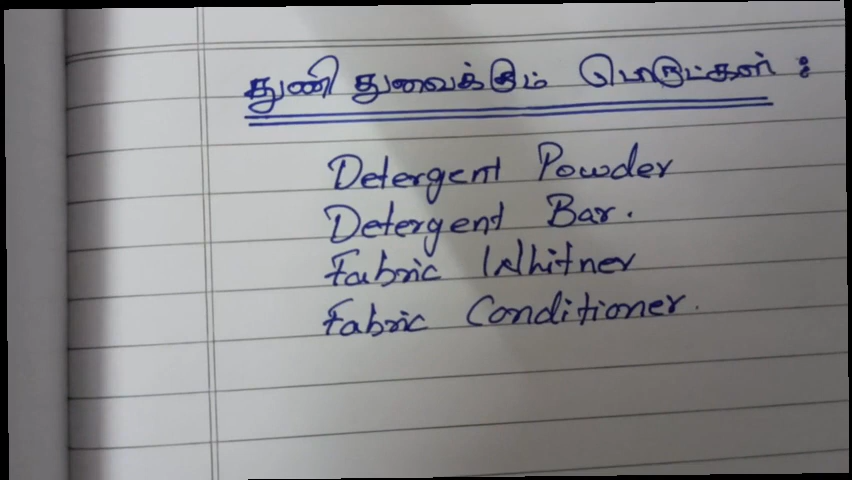 துணி துவைக்கும் பொருட்கள் :
Detergent Powder
Detergent Bar.
Fabric Whitner
Fabric Conditioner.